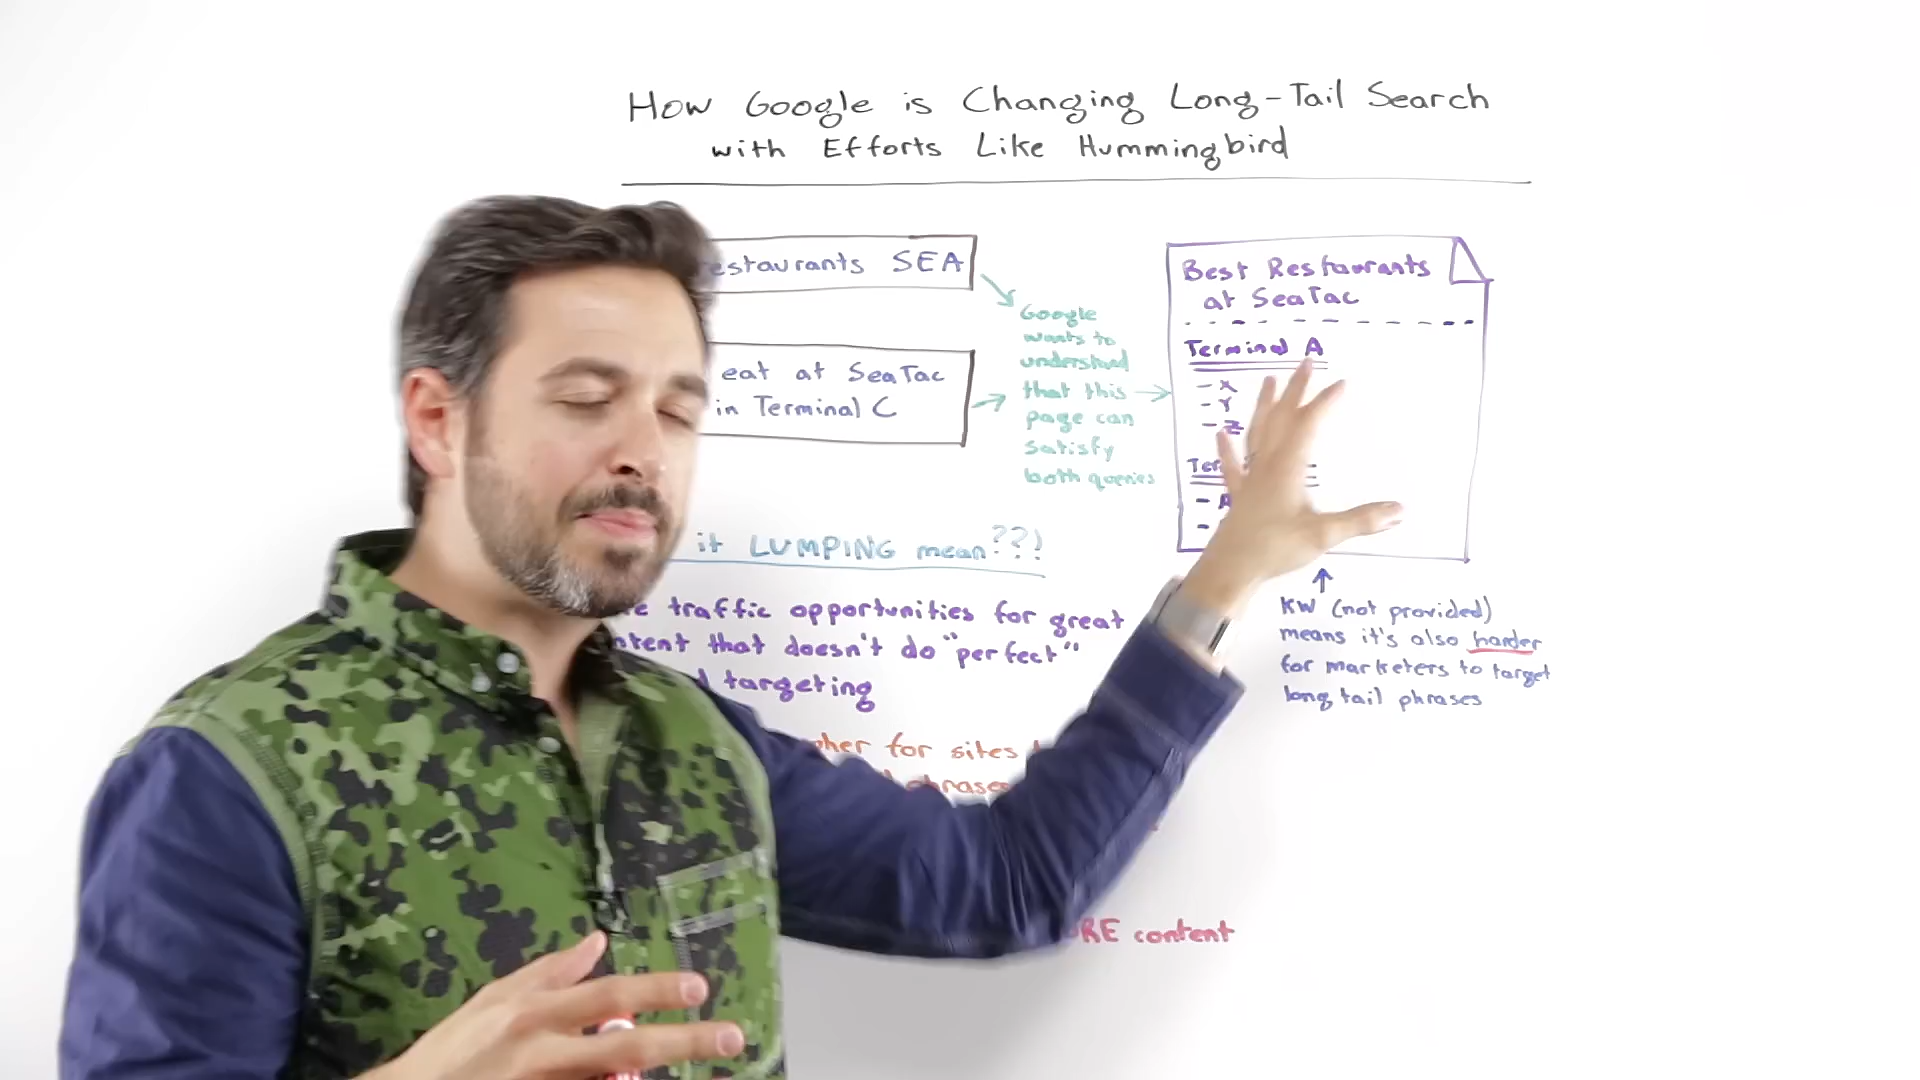 How Google is Changing Long-Tail Search
with Efforts Like Hummingbird
estaurants SEA
eat at SeaTac
in Terminal C
Google
wants to
understand
that this
page can
satisfy
both queries
Best Restaurants
at SeaTac
Terminal A
- X
- Y
- Z
Ter
- A
-
it LUMPING mean??!
traffic opportunities for great
tent that doesn't do "perfect"
targeting
for sites
phrases
RE content
KW (not provided)
means it's also harder
for marketers to target
long tail phrases